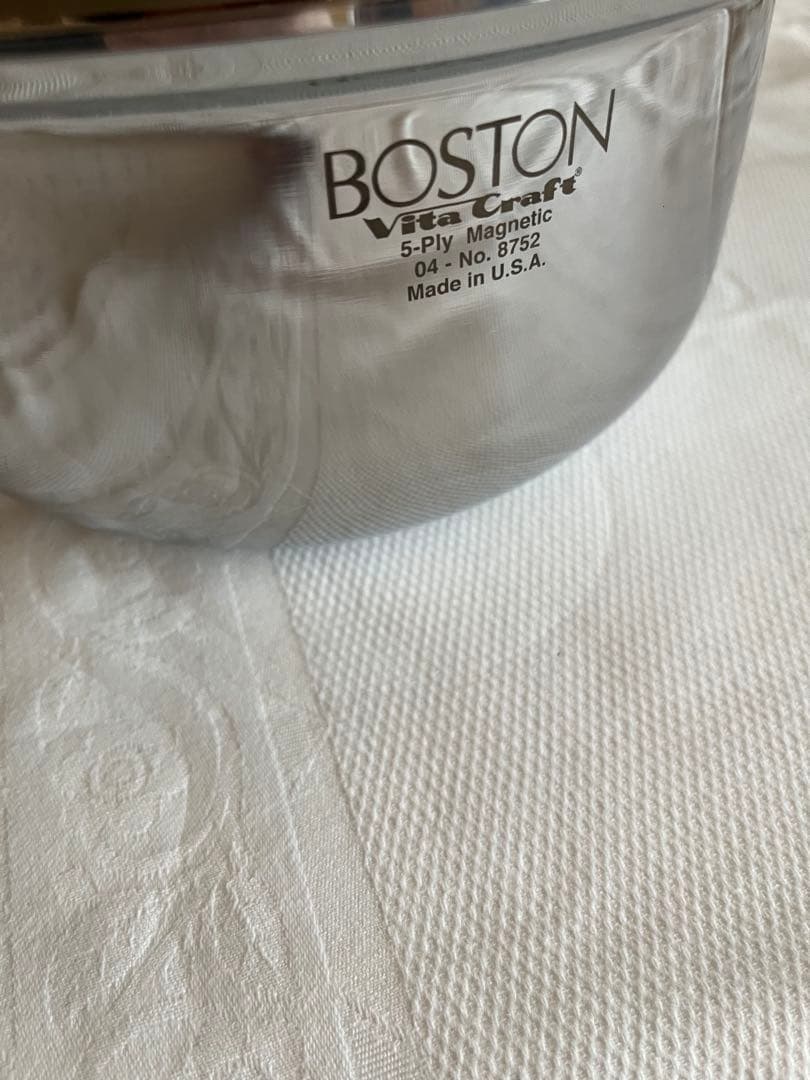 BOSTON
Vita Craft®
5-Ply Magnetic
04 - No. 8752
Made in U.S.A.